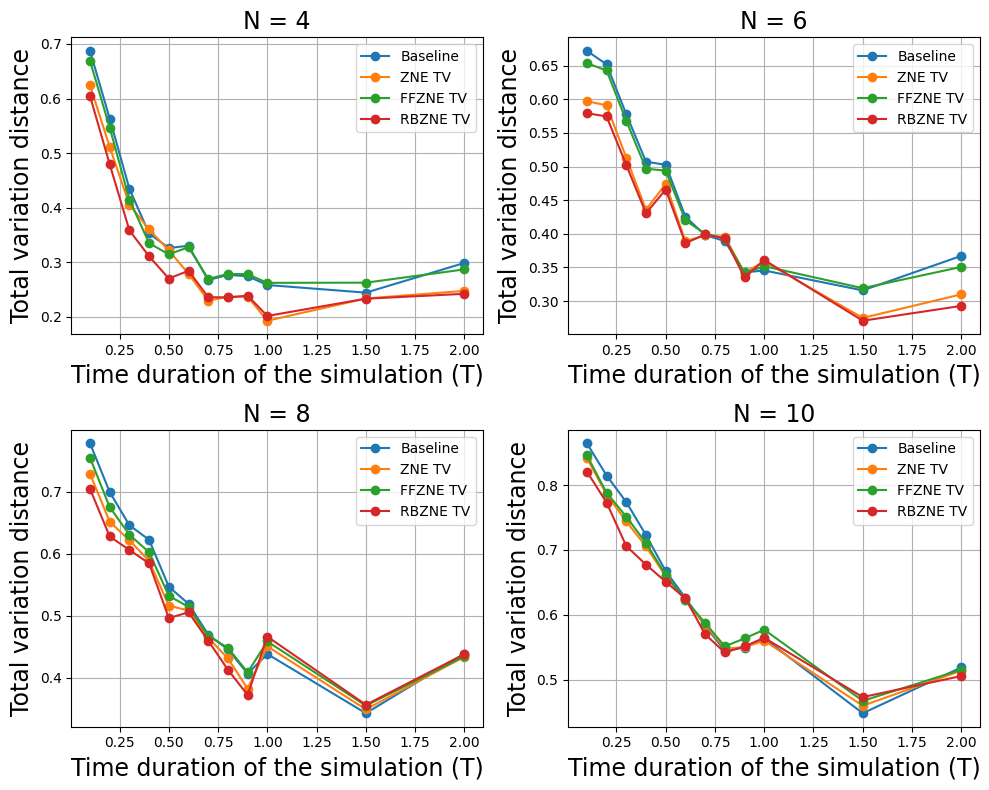 N = 4
Total variation distance
0.7
0.6
0.5
0.4
0.3
0.2
Baseline
ZNE TV
FFZNE TV
RBZNE TV
0.25 0.50 0.75 1.00 1.25 1.50 1.75 2.00
Time duration of the simulation (T)
N = 6
Total variation distance
0.65
0.60
0.55
0.50
0.45
0.40
0.35
0.30
Baseline
ZNE TV
FFZNE TV
RBZNE TV
0.25 0.50 0.75 1.00 1.25 1.50 1.75 2.00
Time duration of the simulation (T)
N = 8
Total variation distance
0.7
0.6
0.5
0.4
Baseline
ZNE TV
FFZNE TV
RBZNE TV
0.25 0.50 0.75 1.00 1.25 1.50 1.75 2.00
Time duration of the simulation (T)
N = 10
Total variation distance
0.8
0.7
0.6
0.5
Baseline
ZNE TV
FFZNE TV
RBZNE TV
0.25 0.50 0.75 1.00 1.25 1.50 1.75 2.00
Time duration of the simulation (T)